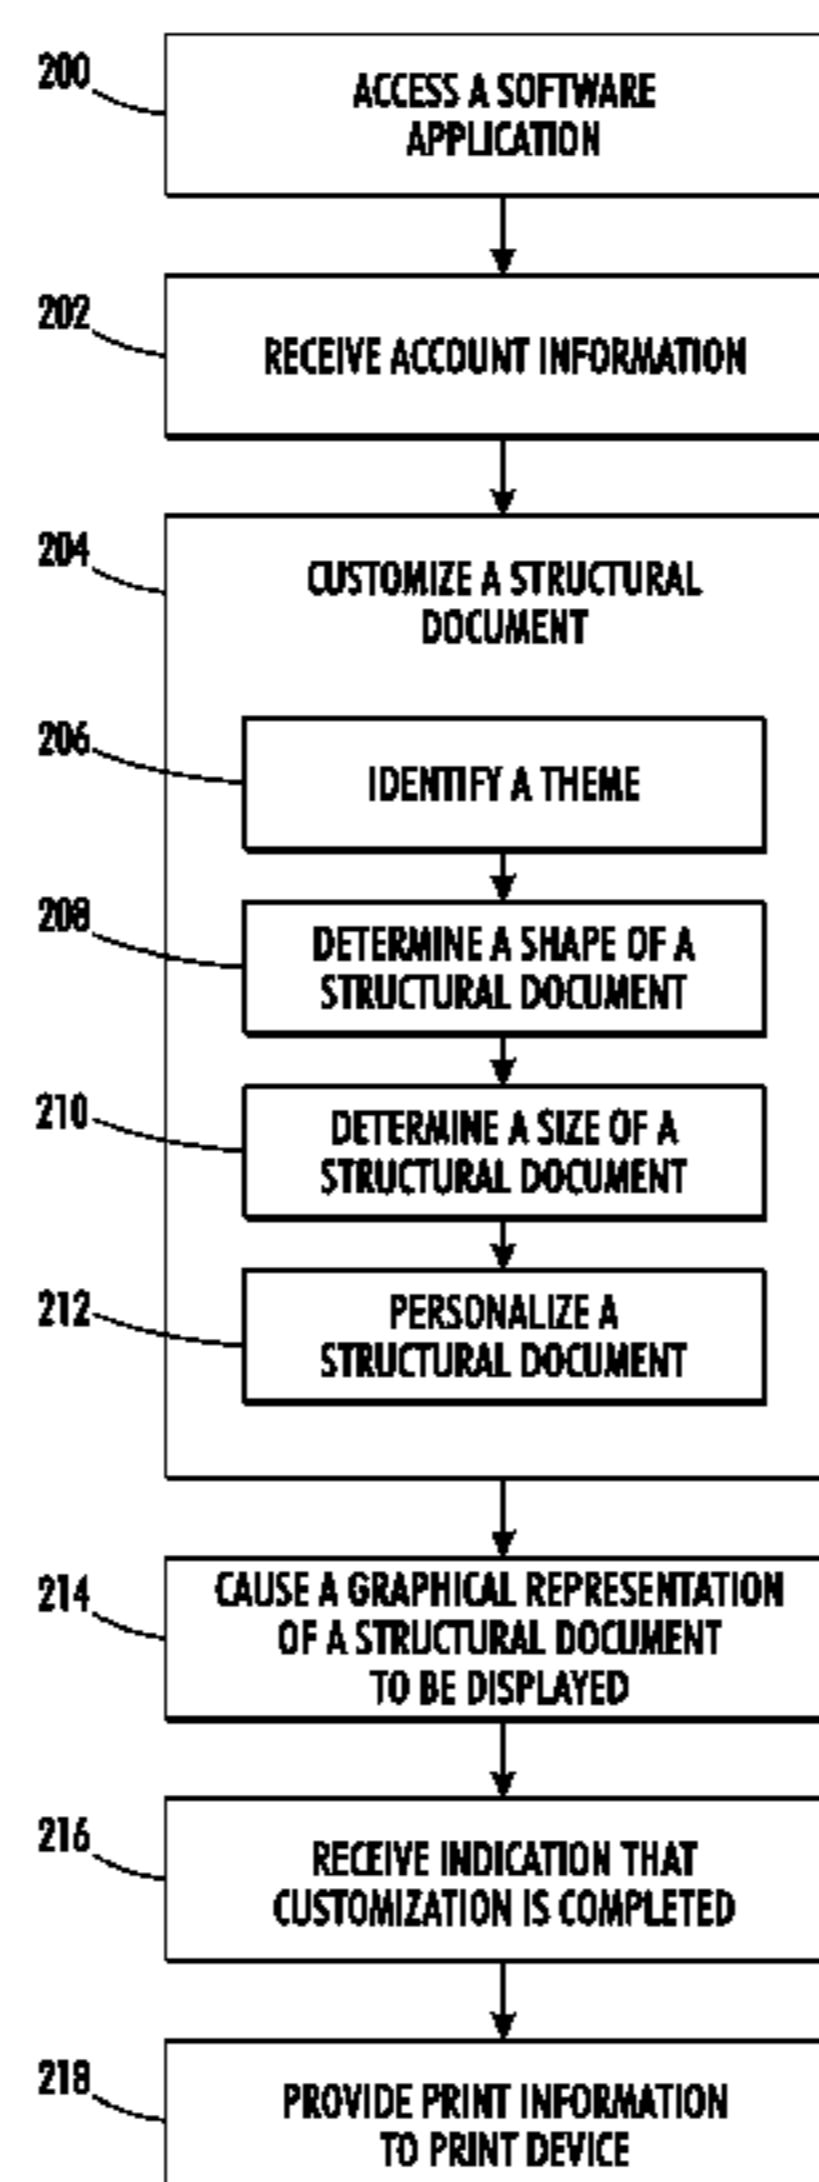 200
ACCESS A SOFTWARE
APPLICATION
202
RECEIVE ACCOUNT INFORMATION
204
CUSTOMIZE A STRUCTURAL
DOCUMENT
206
IDENTIFY A THEME
208
DETERMINE A SHAPE OF A
STRUCTURAL DOCUMENT
210
DETERMINE A SIZE OF A
STRUCTURAL DOCUMENT
212
PERSONALIZE A
STRUCTURAL DOCUMENT
214
CAUSE A GRAPHICAL REPRESENTATION
OF A STRUCTURAL DOCUMENT
TO BE DISPLAYED
216
RECEIVE INDICATION THAT
CUSTOMIZATION IS COMPLETED
218
PROVIDE PRINT INFORMATION
TO PRINT DEVICE